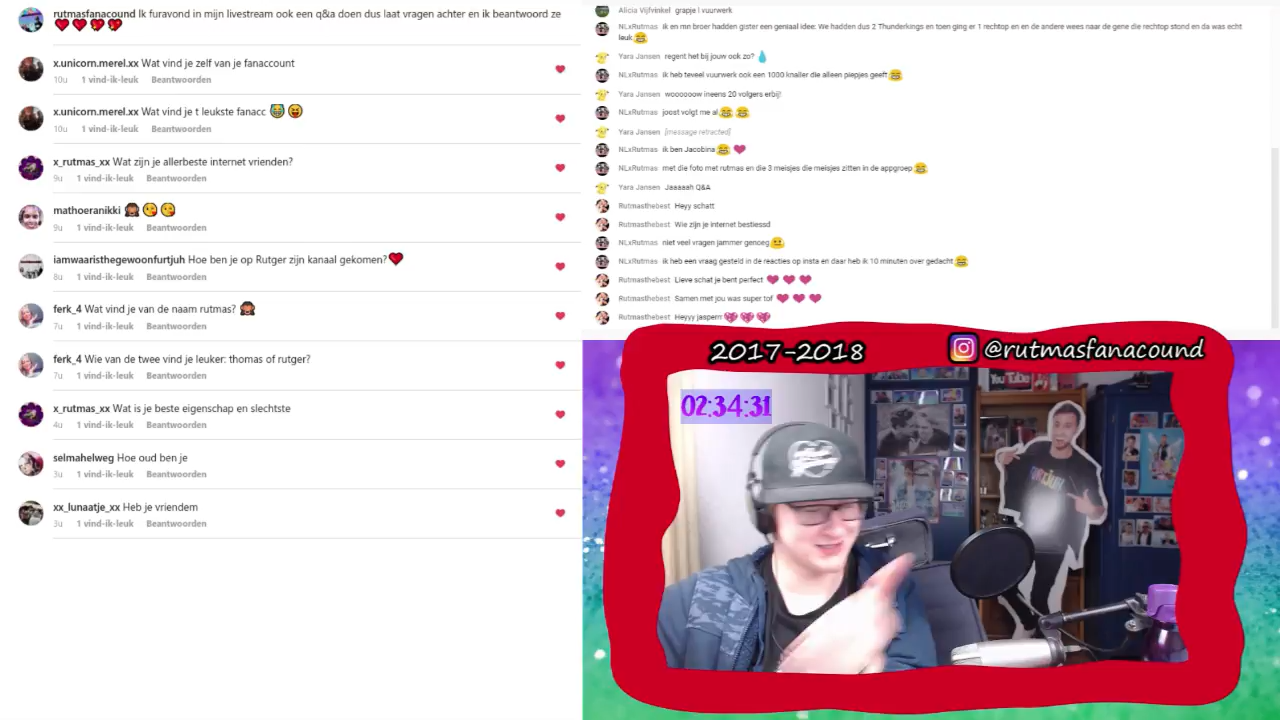 rutmasfanacound Ik furavond in mijn livestream ook een q&a doen dus laat vragen achter en ik beantwoord ze
x.unicorn.merel.xx Wat vind je zelf van je fanaccount
10u 1 vind-ik-leuk Beantwoorden
x.unicorn.merel.xx Wat vind je t leukste fanacc
10u 1 vind-ik-leuk Beantwoorden
x_rutmas_xx Wat zijn je allerbeste internet vrienden?
9u 1 vind-ik-leuk Beantwoorden
mathoeranikki
9u 1 vind-ik-leuk Beantwoorden
iamwaaristhegewoonfurtjuh Hoe ben je op Rutger zijn kanaal gekomen?
8u 1 vind-ik-leuk Beantwoorden
ferk_4 Wat vind je van de naam rutmas?
7u 1 vind-ik-leuk Beantwoorden
ferk_4 Wie van de twee vind je leuker: thomas of rutger?
7u 1 vind-ik-leuk Beantwoorden
x_rutmas_xx Wat is je beste eigenschap en slechtste
4u 1 vind-ik-leuk Beantwoorden
selmahelweg Hoe oud ben je
3u 1 vind-ik-leuk Beantwoorden
xx_lunaatje_xx Heb je vriendem
3u 1 vind-ik-leuk Beantwoorden
Alicia Vijfvinkel grapje l vuurwerk
NLxRutmas ik en mn broer hadden gister een geniaal idee: We hadden dus 2 Thunderkings en toen ging er 1 rechtop en en de andere wees naar de gene die rechtop stond en da was echt
leuk
Yara Jansen regent het bij jouw ook zo?
NLxRutmas ik heb teveel vuurwerk ook een 1000 knaller die alleen piepjes geeft
Yara Jansen wooooooow ineens 20 volgers erbij!
NLxRutmas joost volgt me al
Yara Jansen [message retracted]
NLxRutmas ik ben Jacobina
NLxRutmas met die foto met rutmas en die 3 meisjes die meisjes zitten in de appgroep
Yara Jansen Jaaaaah Q&A
Rutmasthebest Heyy schatt
Rutmasthebest Wie zijn je internet bestiessd
NLxRutmas niet veel vragen jammer genoeg
NLxRutmas ik heb een vraag gesteld in de reacties op insta en daar heb ik 10 minuten over gedacht
Rutmasthebest Lieve schat je bent perfect
Rutmasthebest Samen met jou was super tof
Rutmasthebest Heyyy jasperr
2017-2018
@rutmasfanacound
You Tube
02:34:31